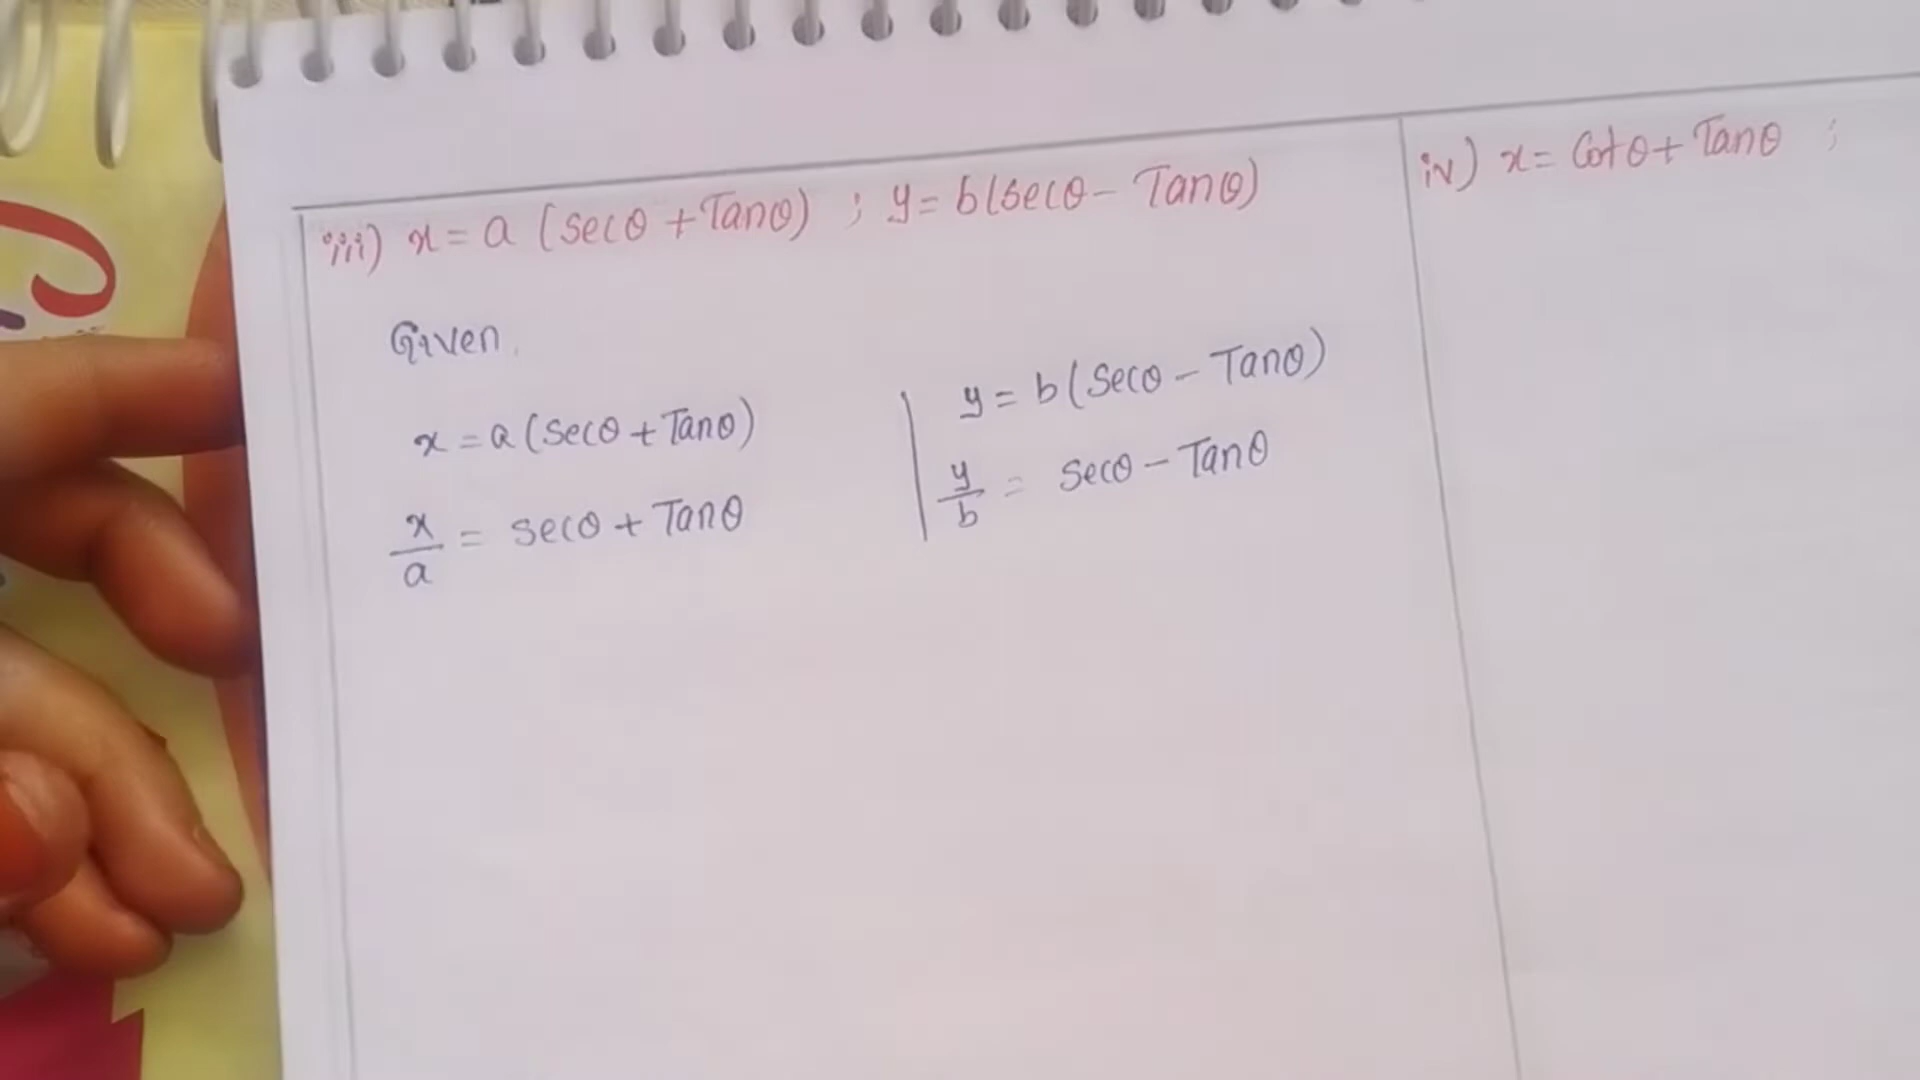 iii) x = a (secθ + Tanθ) ; y = b(secθ - Tanθ)
Given
x = a (secθ + Tanθ)
x/a = secθ + Tanθ
y = b (secθ - Tanθ)
y/b = secθ - Tanθ
iv) x = Cotθ + Tanθ ;